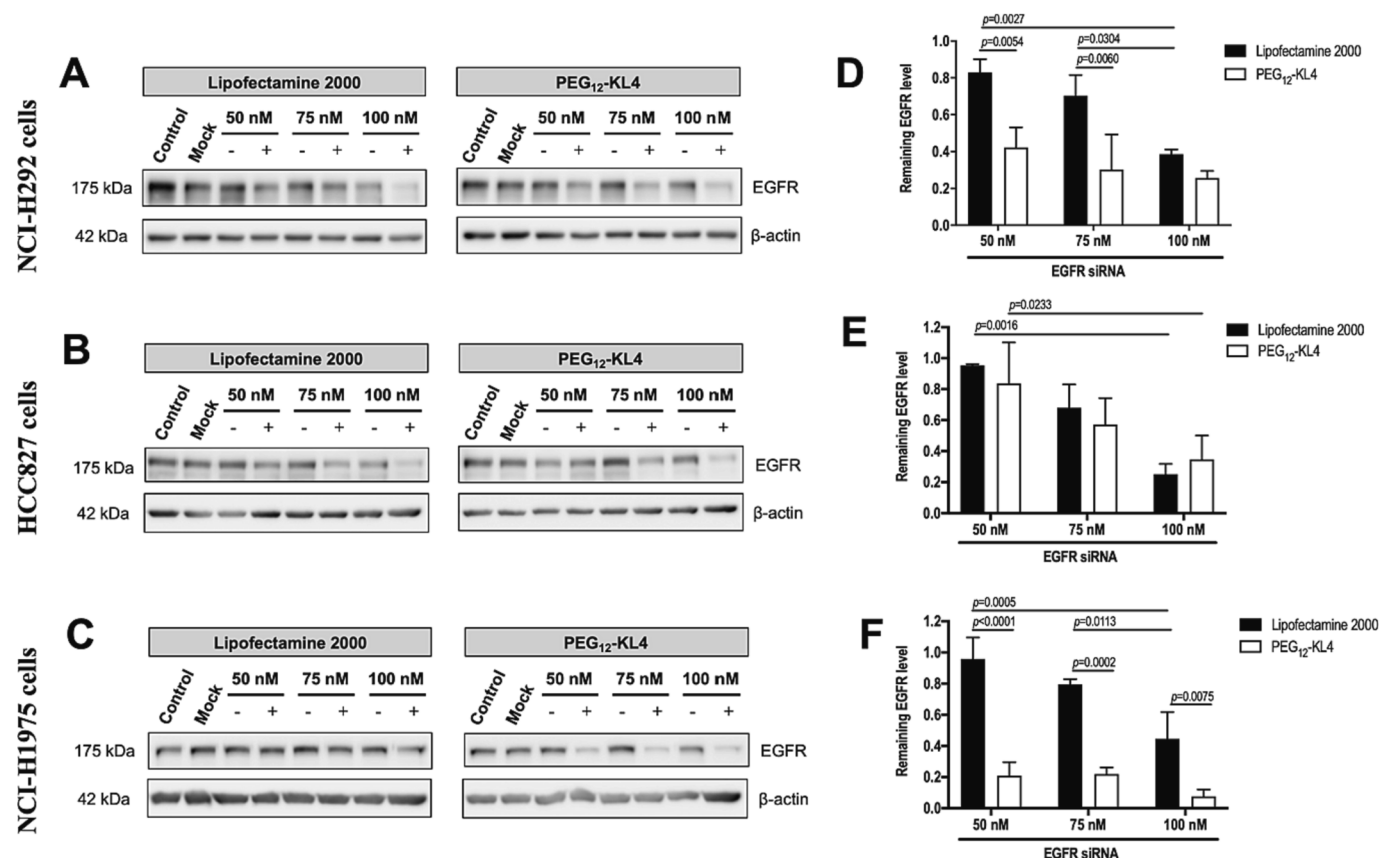 A
NCI-H292 cells
Lipofectamine 2000
PEG12-KL4
Control
Mock
50 nM
75 nM
100 nM
- + - + - +
Control
Mock
50 nM
75 nM
100 nM
- + - + - +
175 kDa
EGFR
42 kDa
β-actin
D
p=0.0027
p=0.0304
p=0.0054
p=0.0060
Lipofectamine 2000
PEG12-KL4
Remaining EGFR level
1.0
0.8
0.6
0.4
0.2
0.0
50 nM
75 nM
100 nM
EGFR siRNA
B
HCC827 cells
Lipofectamine 2000
PEG12-KL4
Control
Mock
50 nM
75 nM
100 nM
- + - + - +
Control
Mock
50 nM
75 nM
100 nM
- + - + - +
175 kDa
EGFR
42 kDa
β-actin
E
p=0.0233
p=0.0016
Lipofectamine 2000
PEG12-KL4
Remaining EGFR level
1.2
1.0
0.8
0.6
0.4
0.2
0.0
50 nM
75 nM
100 nM
EGFR siRNA
C
NCI-H1975 cells
Lipofectamine 2000
PEG12-KL4
Control
Mock
50 nM
75 nM
100 nM
- + - + - +
Control
Mock
50 nM
75 nM
100 nM
- + - + - +
175 kDa
EGFR
42 kDa
β-actin
F
p=0.0005
p<0.0001
p=0.0113
p=0.0002
p=0.0075
Lipofectamine 2000
PEG12-KL4
Remaining EGFR level
1.2
1.0
0.8
0.6
0.4
0.2
0.0
50 nM
75 nM
100 nM
EGFR siRNA